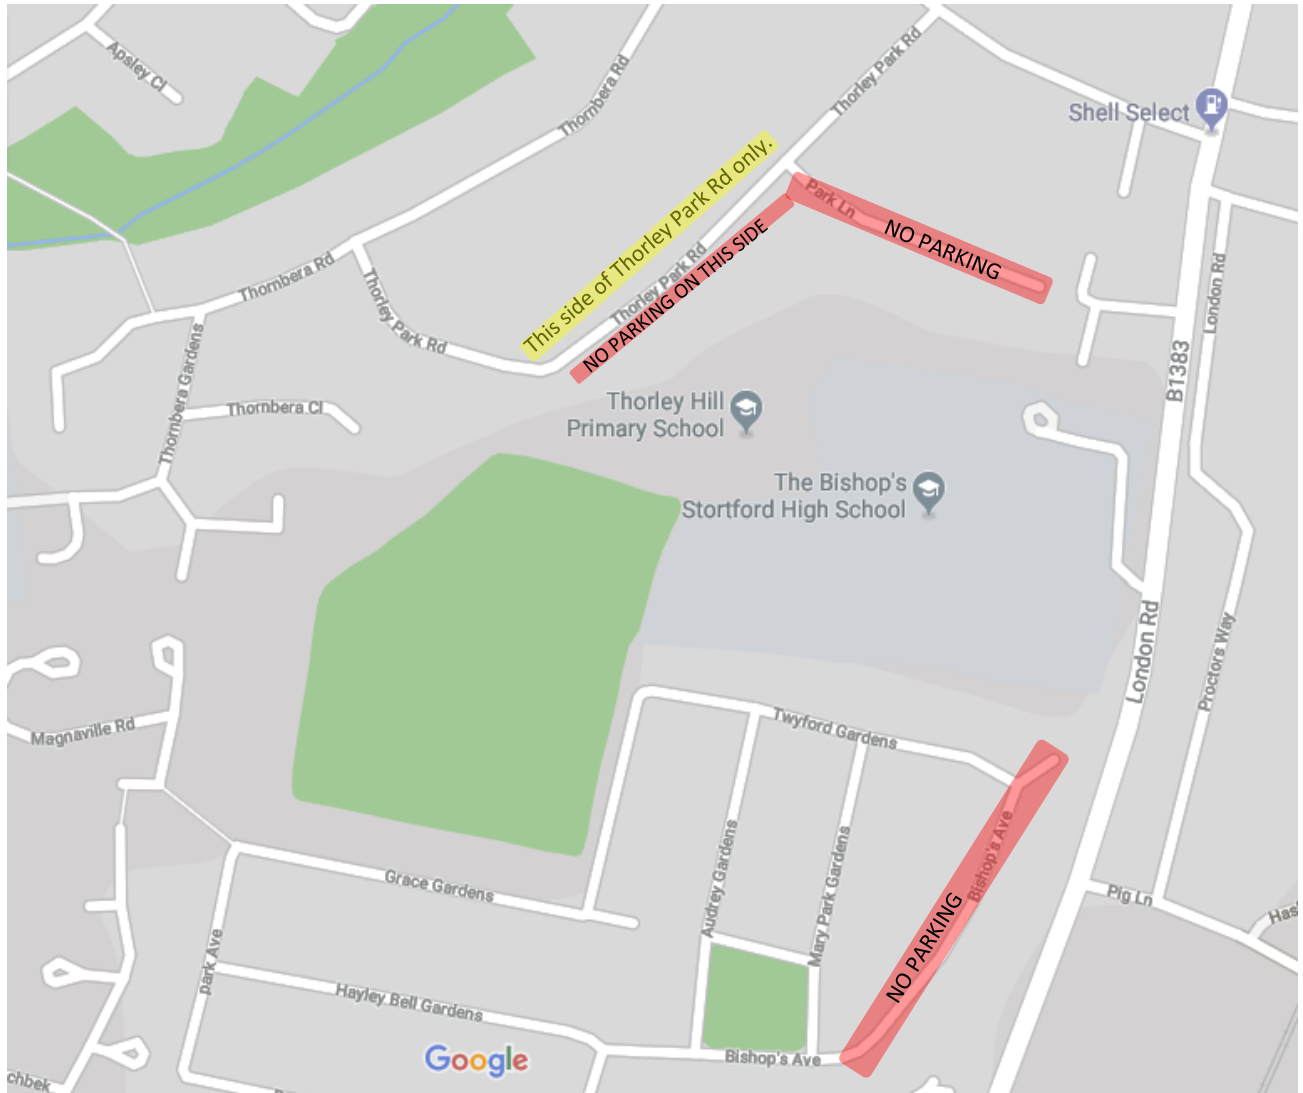 Apsley Cl
Thornbera Rd
Thorley Park Rd
Shell Select
This side of Thorley Park Rd only.
Park Ln
NO PARKING
Thorley Park Rd
NO PARKING ON THIS SIDE
Thornbera Rd
Thorley Park Rd
London Rd
B1383
Thornbera Gardens
Thornbera Cl
Thorley Hill
Primary School
The Bishop's
Stortford High School
London Rd
Proctors Way
Magnaville Rd
Twyford Gardens
Bishop's Ave
NO PARKING
Audrey Gardens
Mary Park Gardens
Grace Gardens
Pig Ln
Has
park Ave
Hayley Bell Gardens
Google
Bishop's Ave
chbek